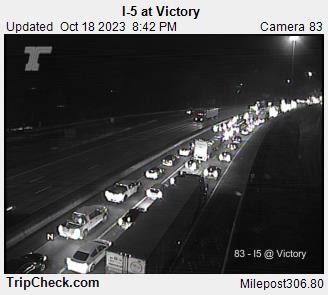 I-5 at Victory
Updated Oct 18 2023 8:42 PM Camera 83
T
N
83 - I5 @ Victory
TripCheck.com Milepost306.80